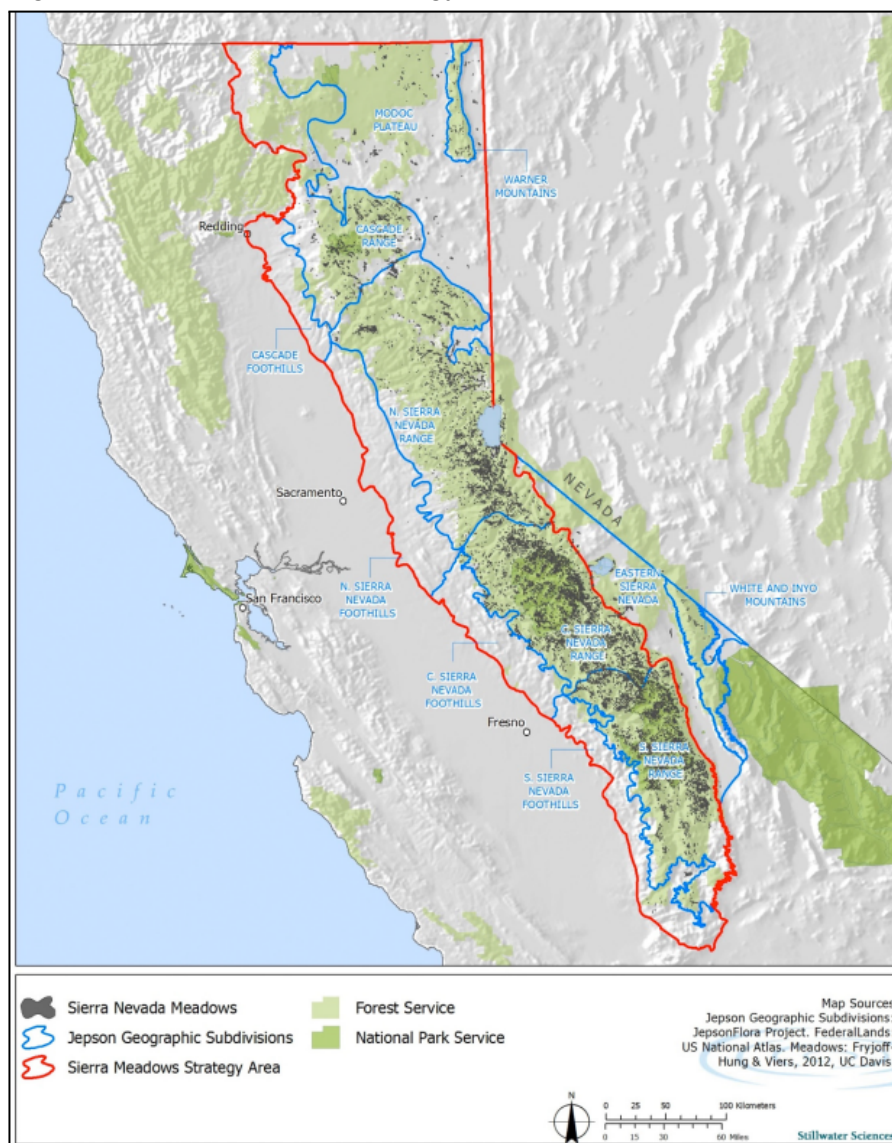 MODOC
PLATEAU
WARNER
MOUNTAINS
Redding
CASCADE
RANGE
CASCADE
FOOTHILLS
N. SIERRA
NEVADA
RANGE
Sacramento
NEVADA
N. SIERRA
NEVADA
FOOTHILLS
EASTERN
SIERRA
NEVADA
WHITE AND INYO
MOUNTAINS
San Francisco
C. SIERRA
NEVADA
RANGE
C. SIERRA
NEVADA
FOOTHILLS
Fresno
S. SIERRA
NEVADA
RANGE
S. SIERRA
NEVADA
FOOTHILLS
Pacific
Ocean
Sierra Nevada Meadows
Jepson Geographic Subdivisions
Sierra Meadows Strategy Area
Forest Service
National Park Service
Map Sources
Jepson Geographic Subdivisions:
JepsonFlora Project. FederalLands
US National Atlas. Meadows: Fryjoff-
Hung & Viers, 2012, UC Davis
N
0 25 50 100 Kilometers
0 15 30 60 Miles
Stillwater Sciences